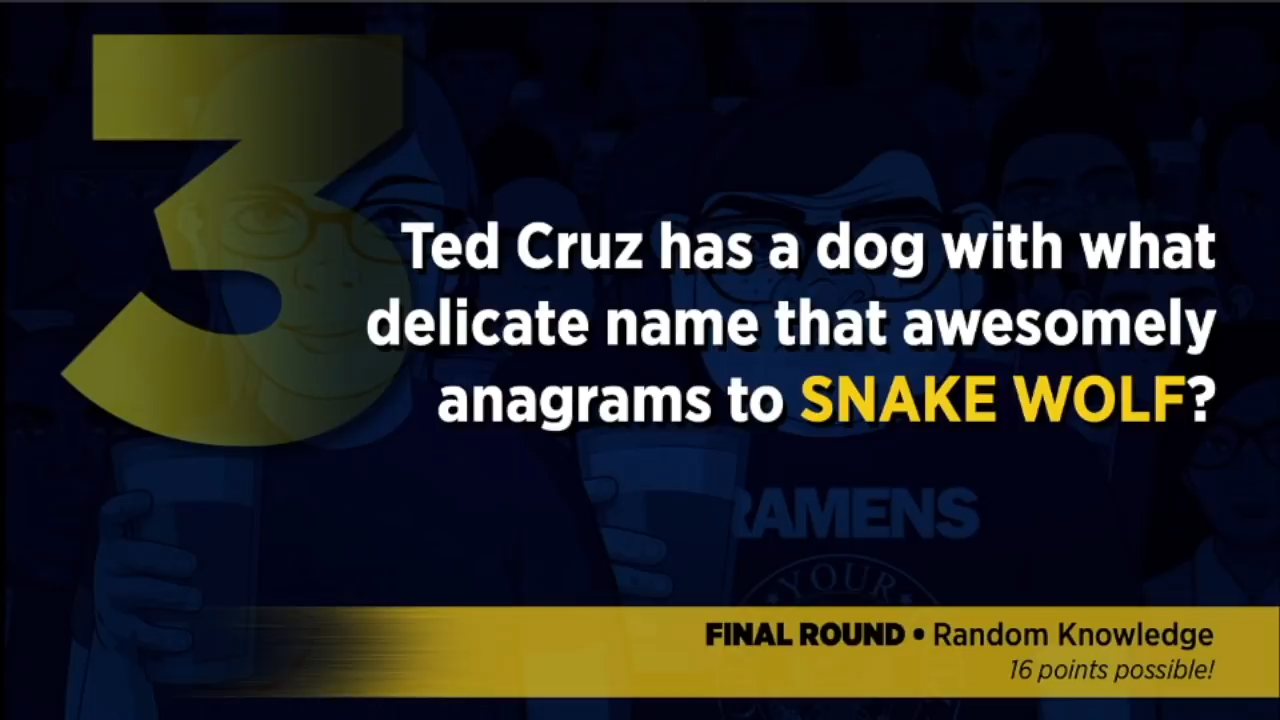 3
Ted Cruz has a dog with what
delicate name that awesomely
anagrams to SNAKE WOLF?
RAMENS
YOUR
FINAL ROUND • Random Knowledge
16 points possible!